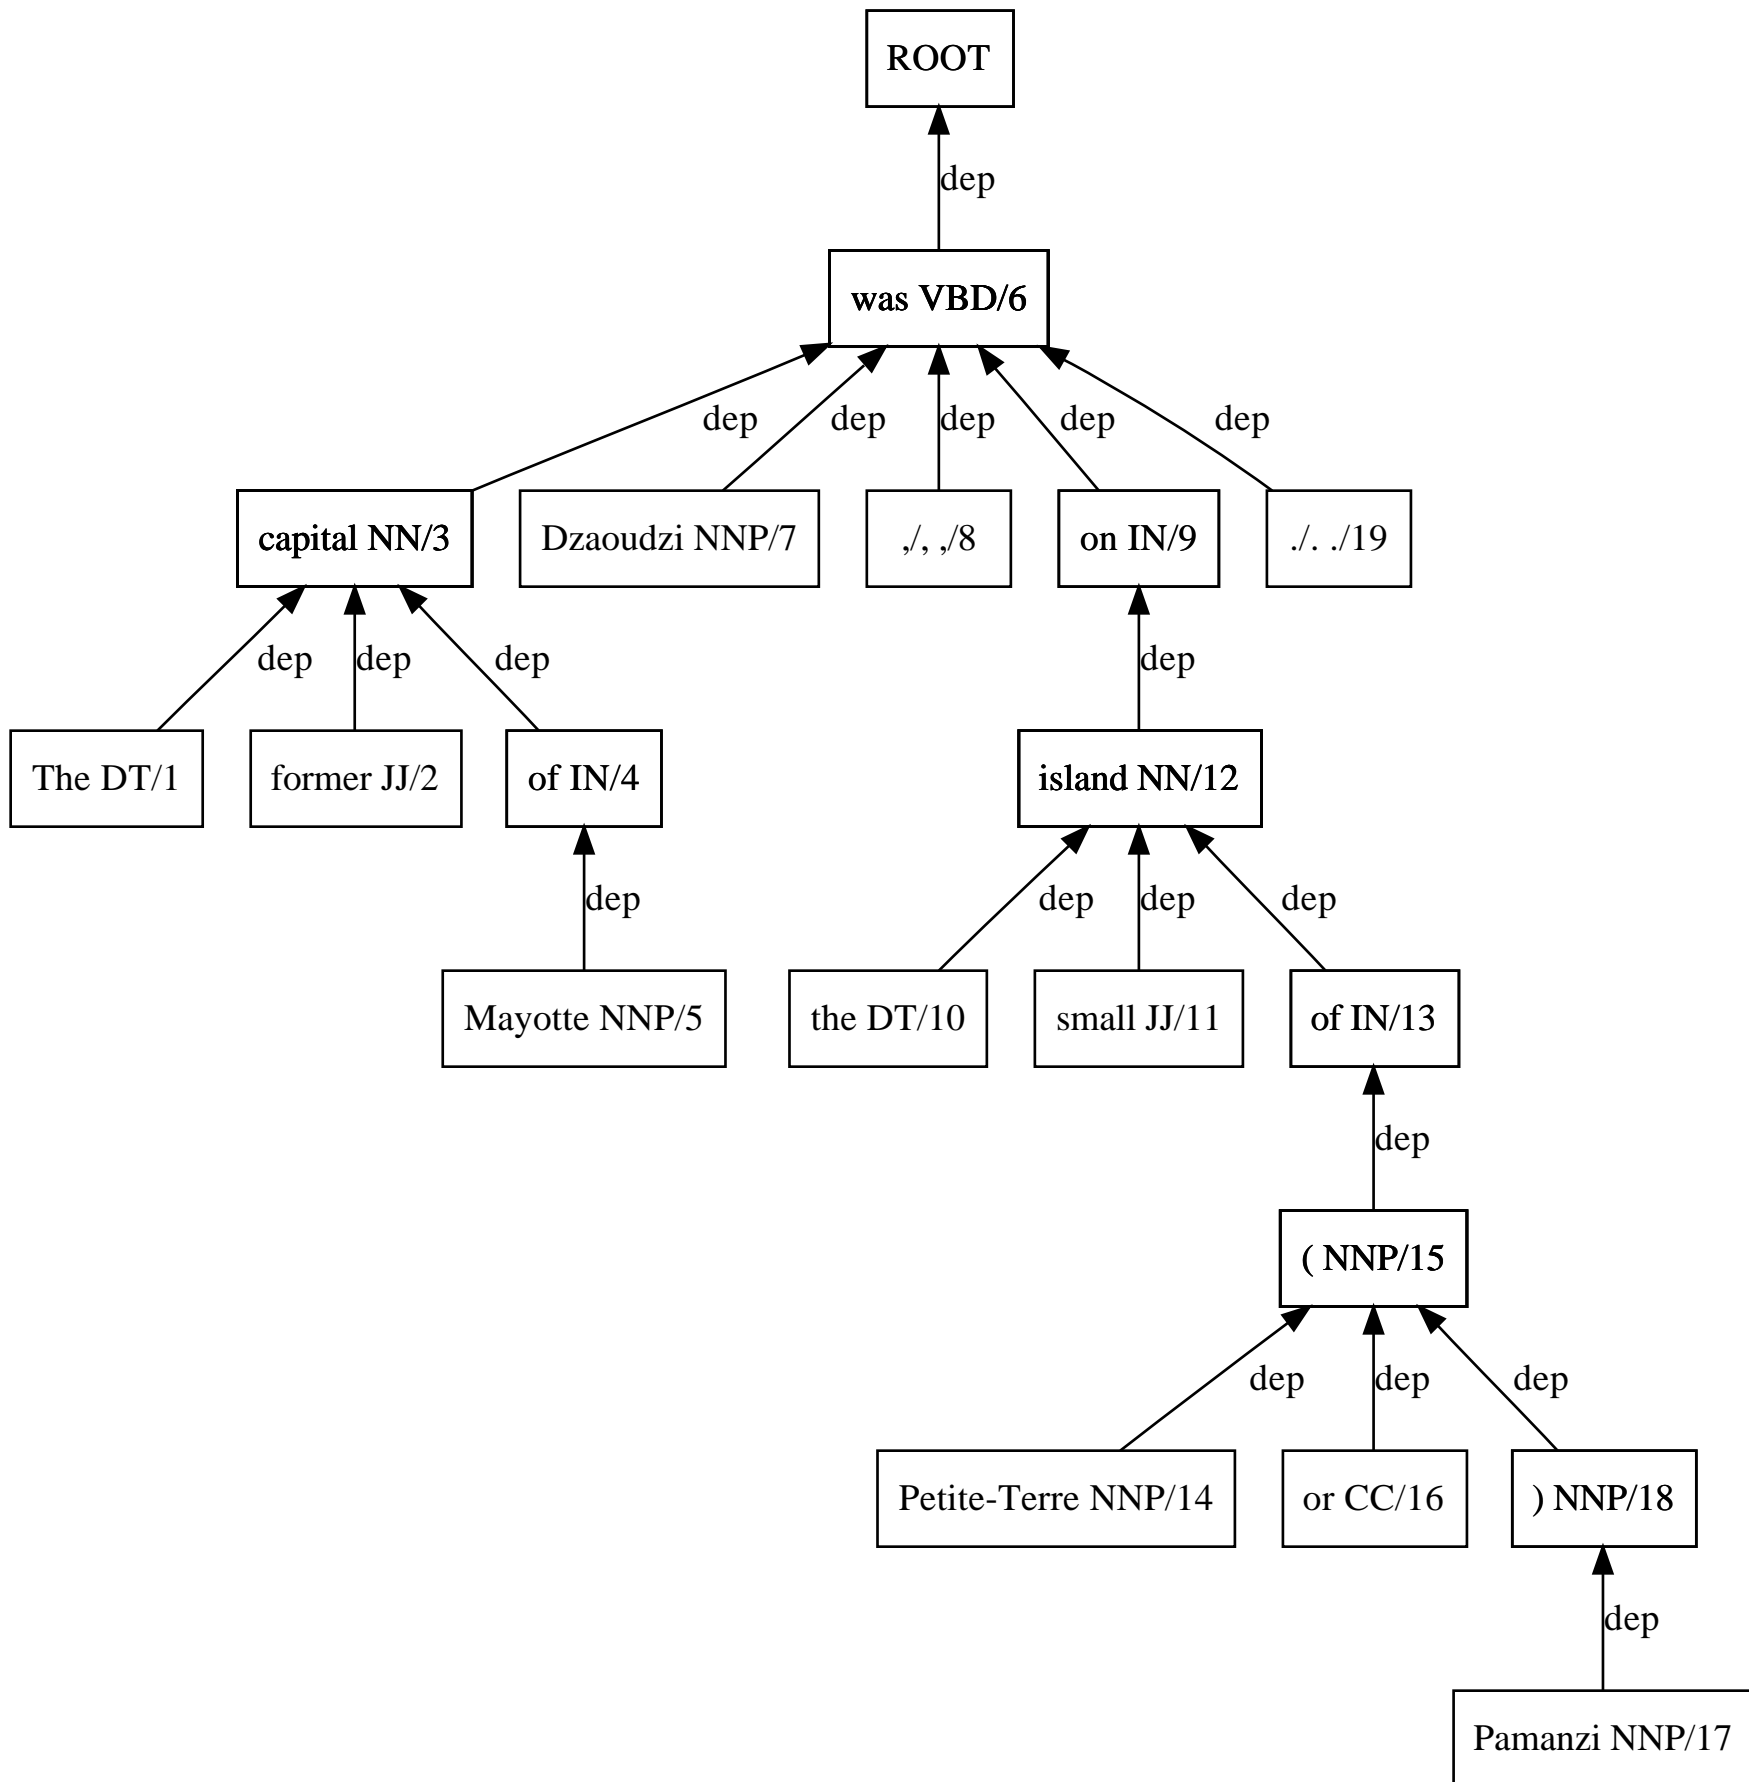 ROOT
dep
was VBD/6
dep dep dep dep dep
capital NN/3 Dzaoudzi NNP/7 ,/, ,/8 on IN/9 ./. ./19
dep dep dep dep
The DT/1 former JJ/2 of IN/4 island NN/12
dep dep dep dep
Mayotte NNP/5 the DT/10 small JJ/11 of IN/13
dep
( NNP/15
dep dep dep
Petite-Terre NNP/14 or CC/16 ) NNP/18
dep
Pamanzi NNP/17